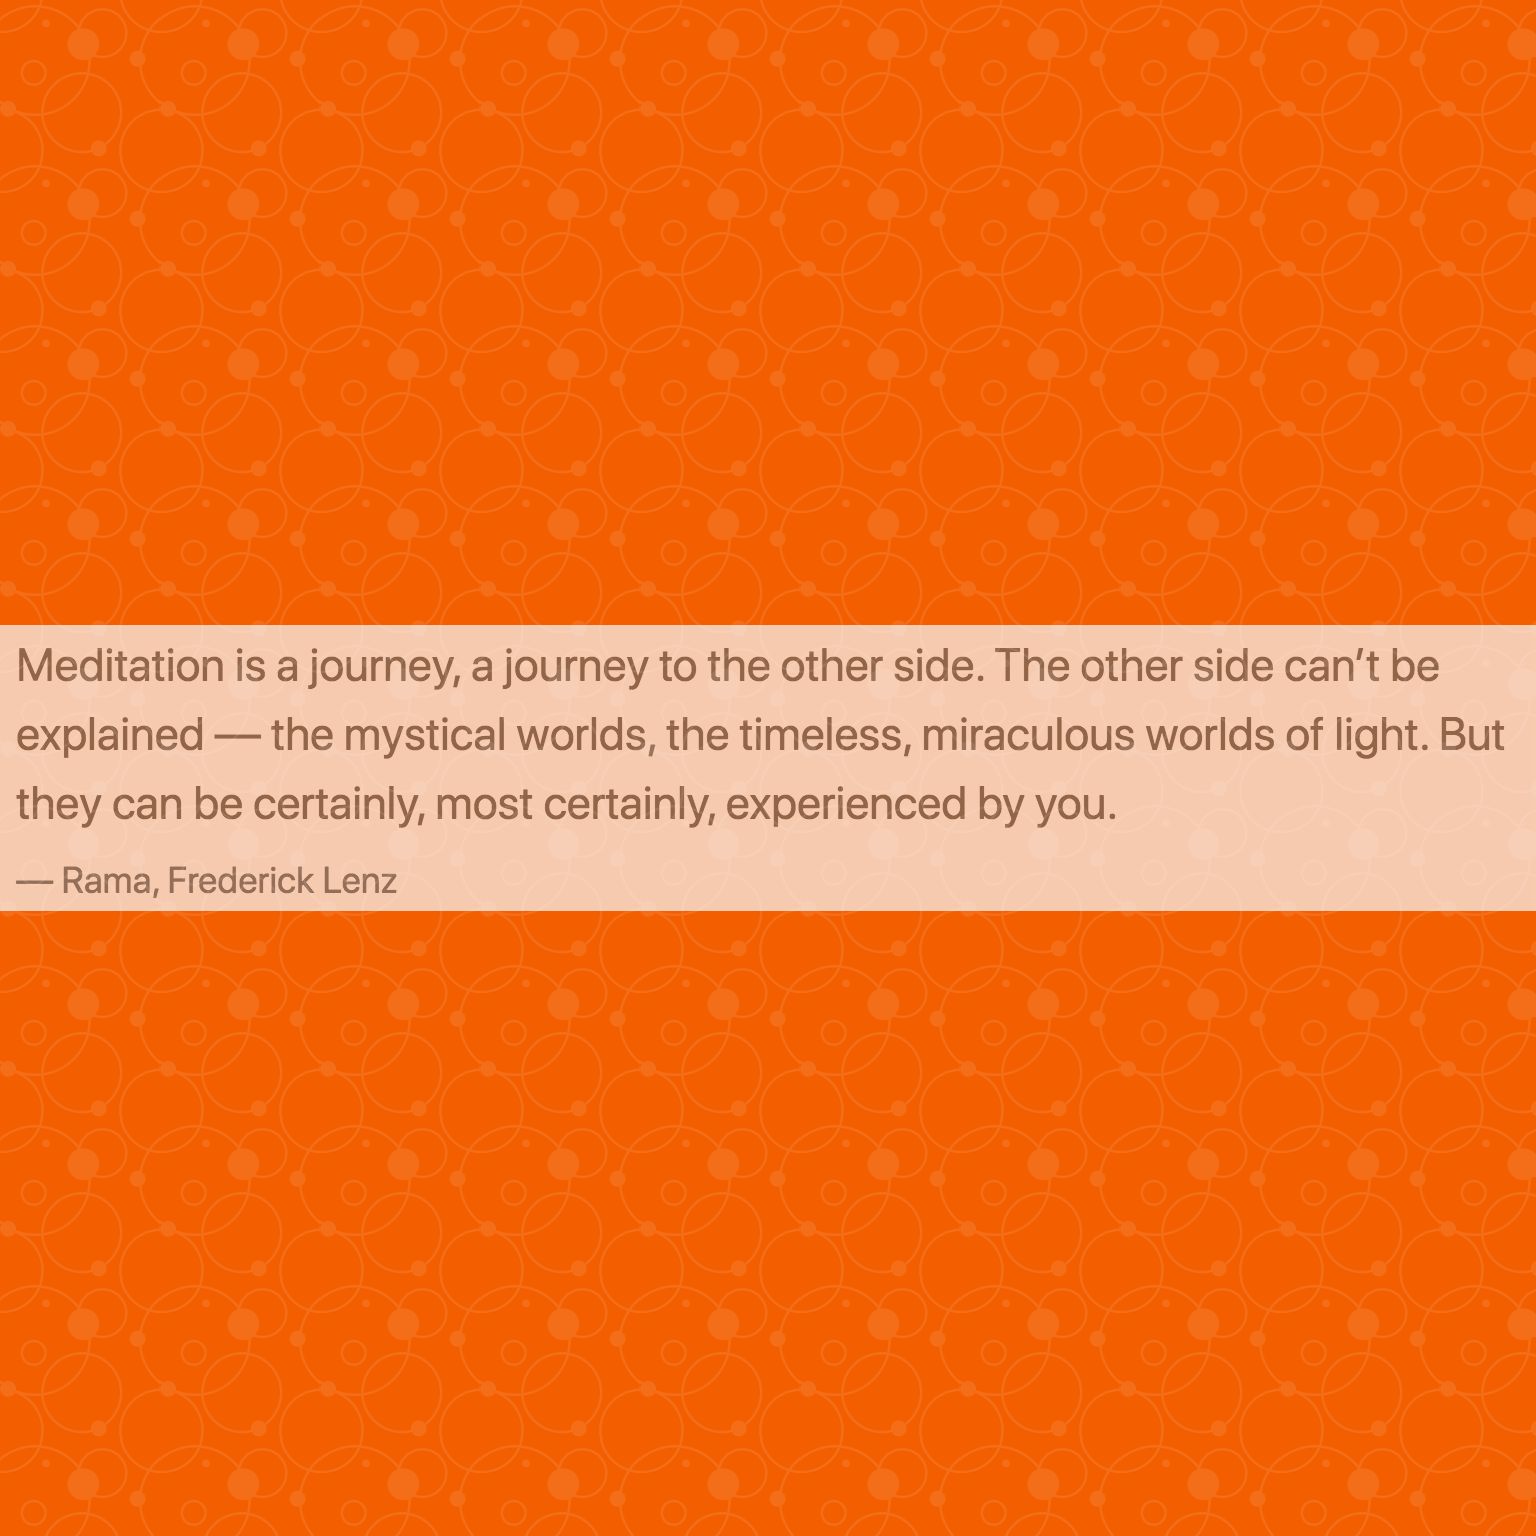 Meditation is a journey, a journey to the other side. The other side can’t be
explained — the mystical worlds, the timeless, miraculous worlds of light. But
they can be certainly, most certainly, experienced by you.
— Rama, Frederick Lenz